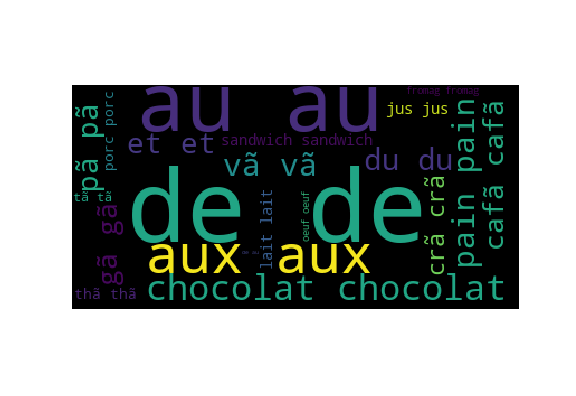 au au
fromag fromag
jus jus
pã pã
porc porc
et et
sandwich sandwich
vã vã
du du
pain pain
cafã cafã
de de
tã tã
gã gã
lait lait
oeuf oeuf
crã crã
aux aux
thã thã
chocolat chocolat